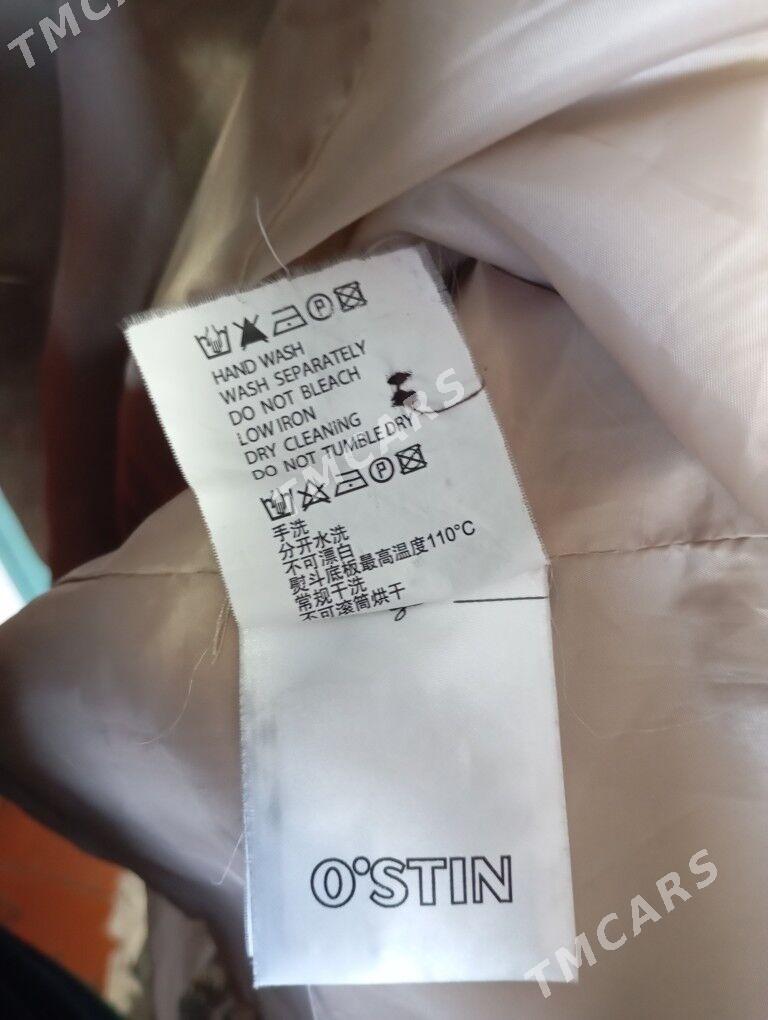 TMCARS
HAND WASH
WASH SEPARATELY
DO NOT BLEACH
LOW IRON
DRY CLEANING
DO NOT TUMBLE DRY
TMCARS
手洗
分开水洗
不可漂白
熨斗底板最高温度110°C
常规干洗
不可滚筒烘干
O'STIN
TMCARS